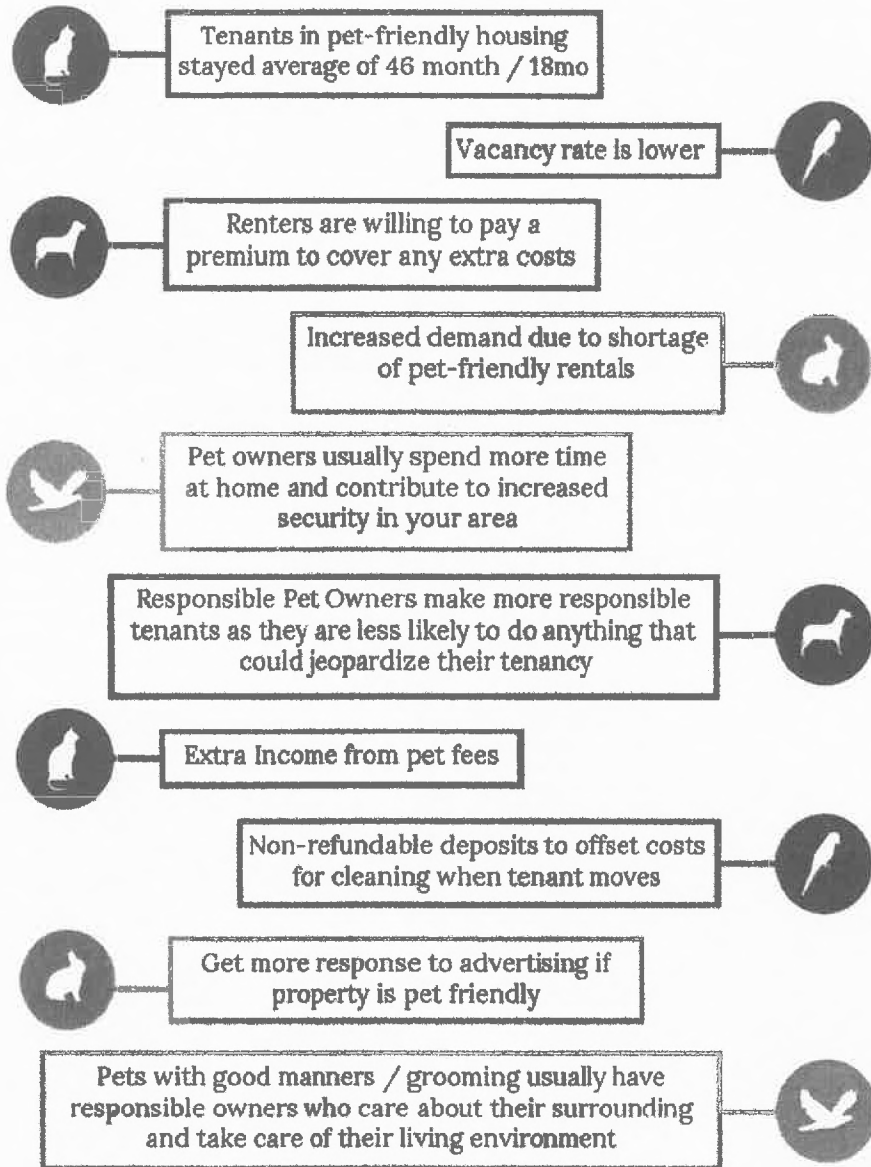 Tenants in pet-friendly housing
stayed average of 46 month / 18mo
Vacancy rate is lower
Renters are willing to pay a
premium to cover any extra costs
Increased demand due to shortage
of pet-friendly rentals
Pet owners usually spend more time
at home and contribute to increased
security in your area
Responsible Pet Owners make more responsible
tenants as they are less likely to do anything that
could jeopardize their tenancy
Extra Income from pet fees
Non-refundable deposits to offset costs
for cleaning when tenant moves
Get more response to advertising if
property is pet friendly
Pets with good manners / grooming usually have
responsible owners who care about their surrounding
and take care of their living environment